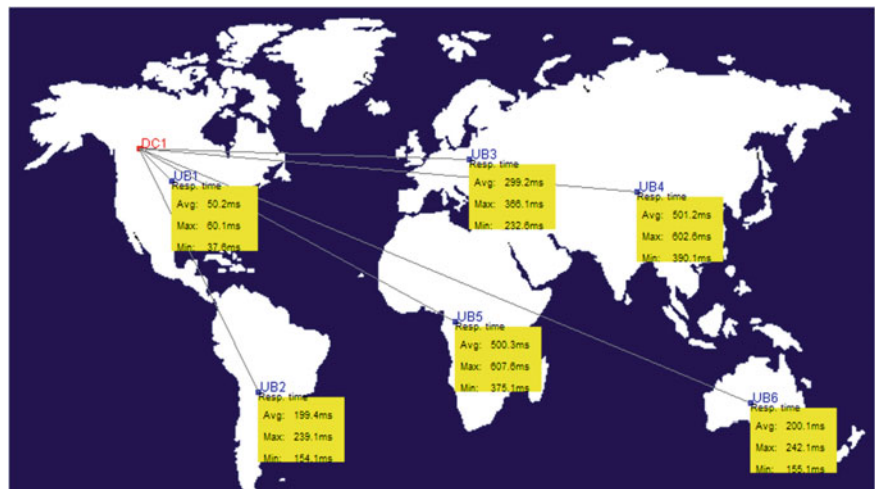 DC1
UB1
Resp. time
Avg: 50.2ms
Max: 60.1ms
Min: 37.6ms
UB3
Resp. time
Avg: 299.2ms
Max: 366.1ms
Min: 232.6ms
UB4
Resp. time
Avg: 501.2ms
Max: 602.6ms
Min: 390.1ms
UB5
Resp. time
Avg: 500.3ms
Max: 607.6ms
Min: 375.1ms
UB2
Resp. time
Avg: 199.4ms
Max: 239.1ms
Min: 154.1ms
UB6
Resp. time
Avg: 200.1ms
Max: 242.1ms
Min: 155.1ms